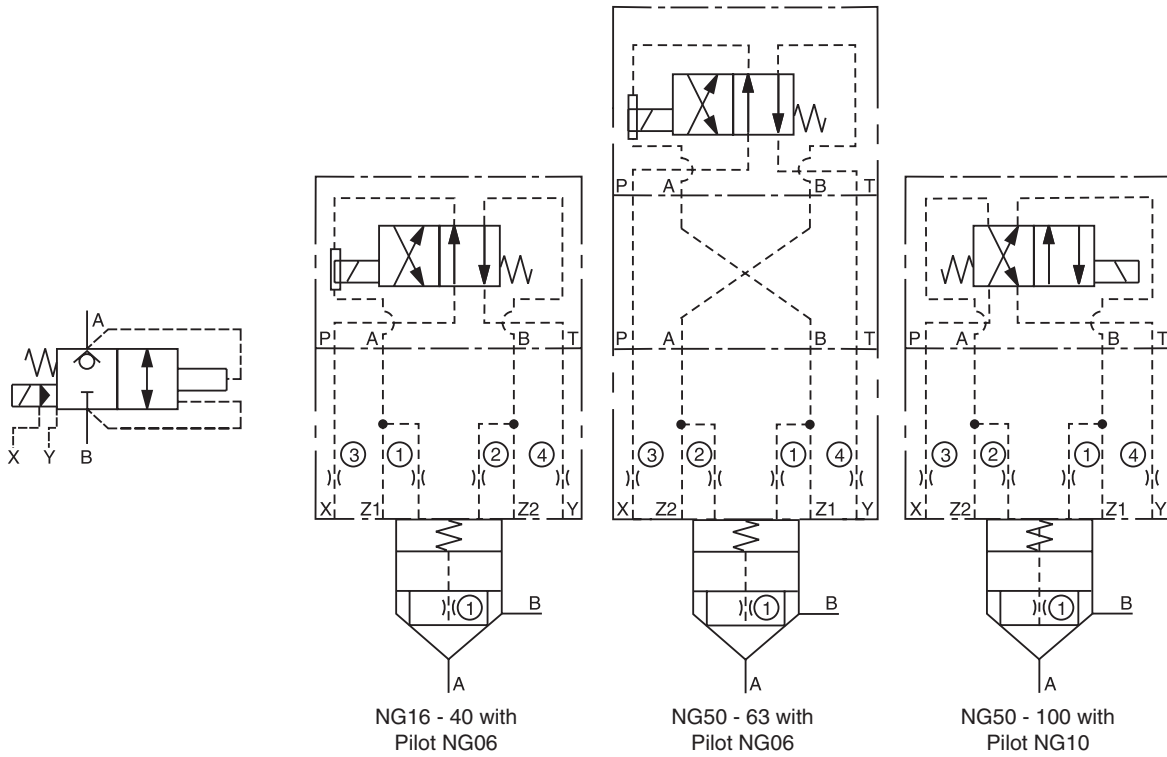 A
X Y B
P A B T
3 1 2 4
X Z1 Z2 Y
1
B
A
NG16 - 40 with
Pilot NG06
P A B T
P A B T
3 2 1 4
X Z2 Z1 Y
1
B
A
NG50 - 63 with
Pilot NG06
P A B T
3 2 1 4
X Z2 Z1 Y
1
B
A
NG50 - 100 with
Pilot NG10